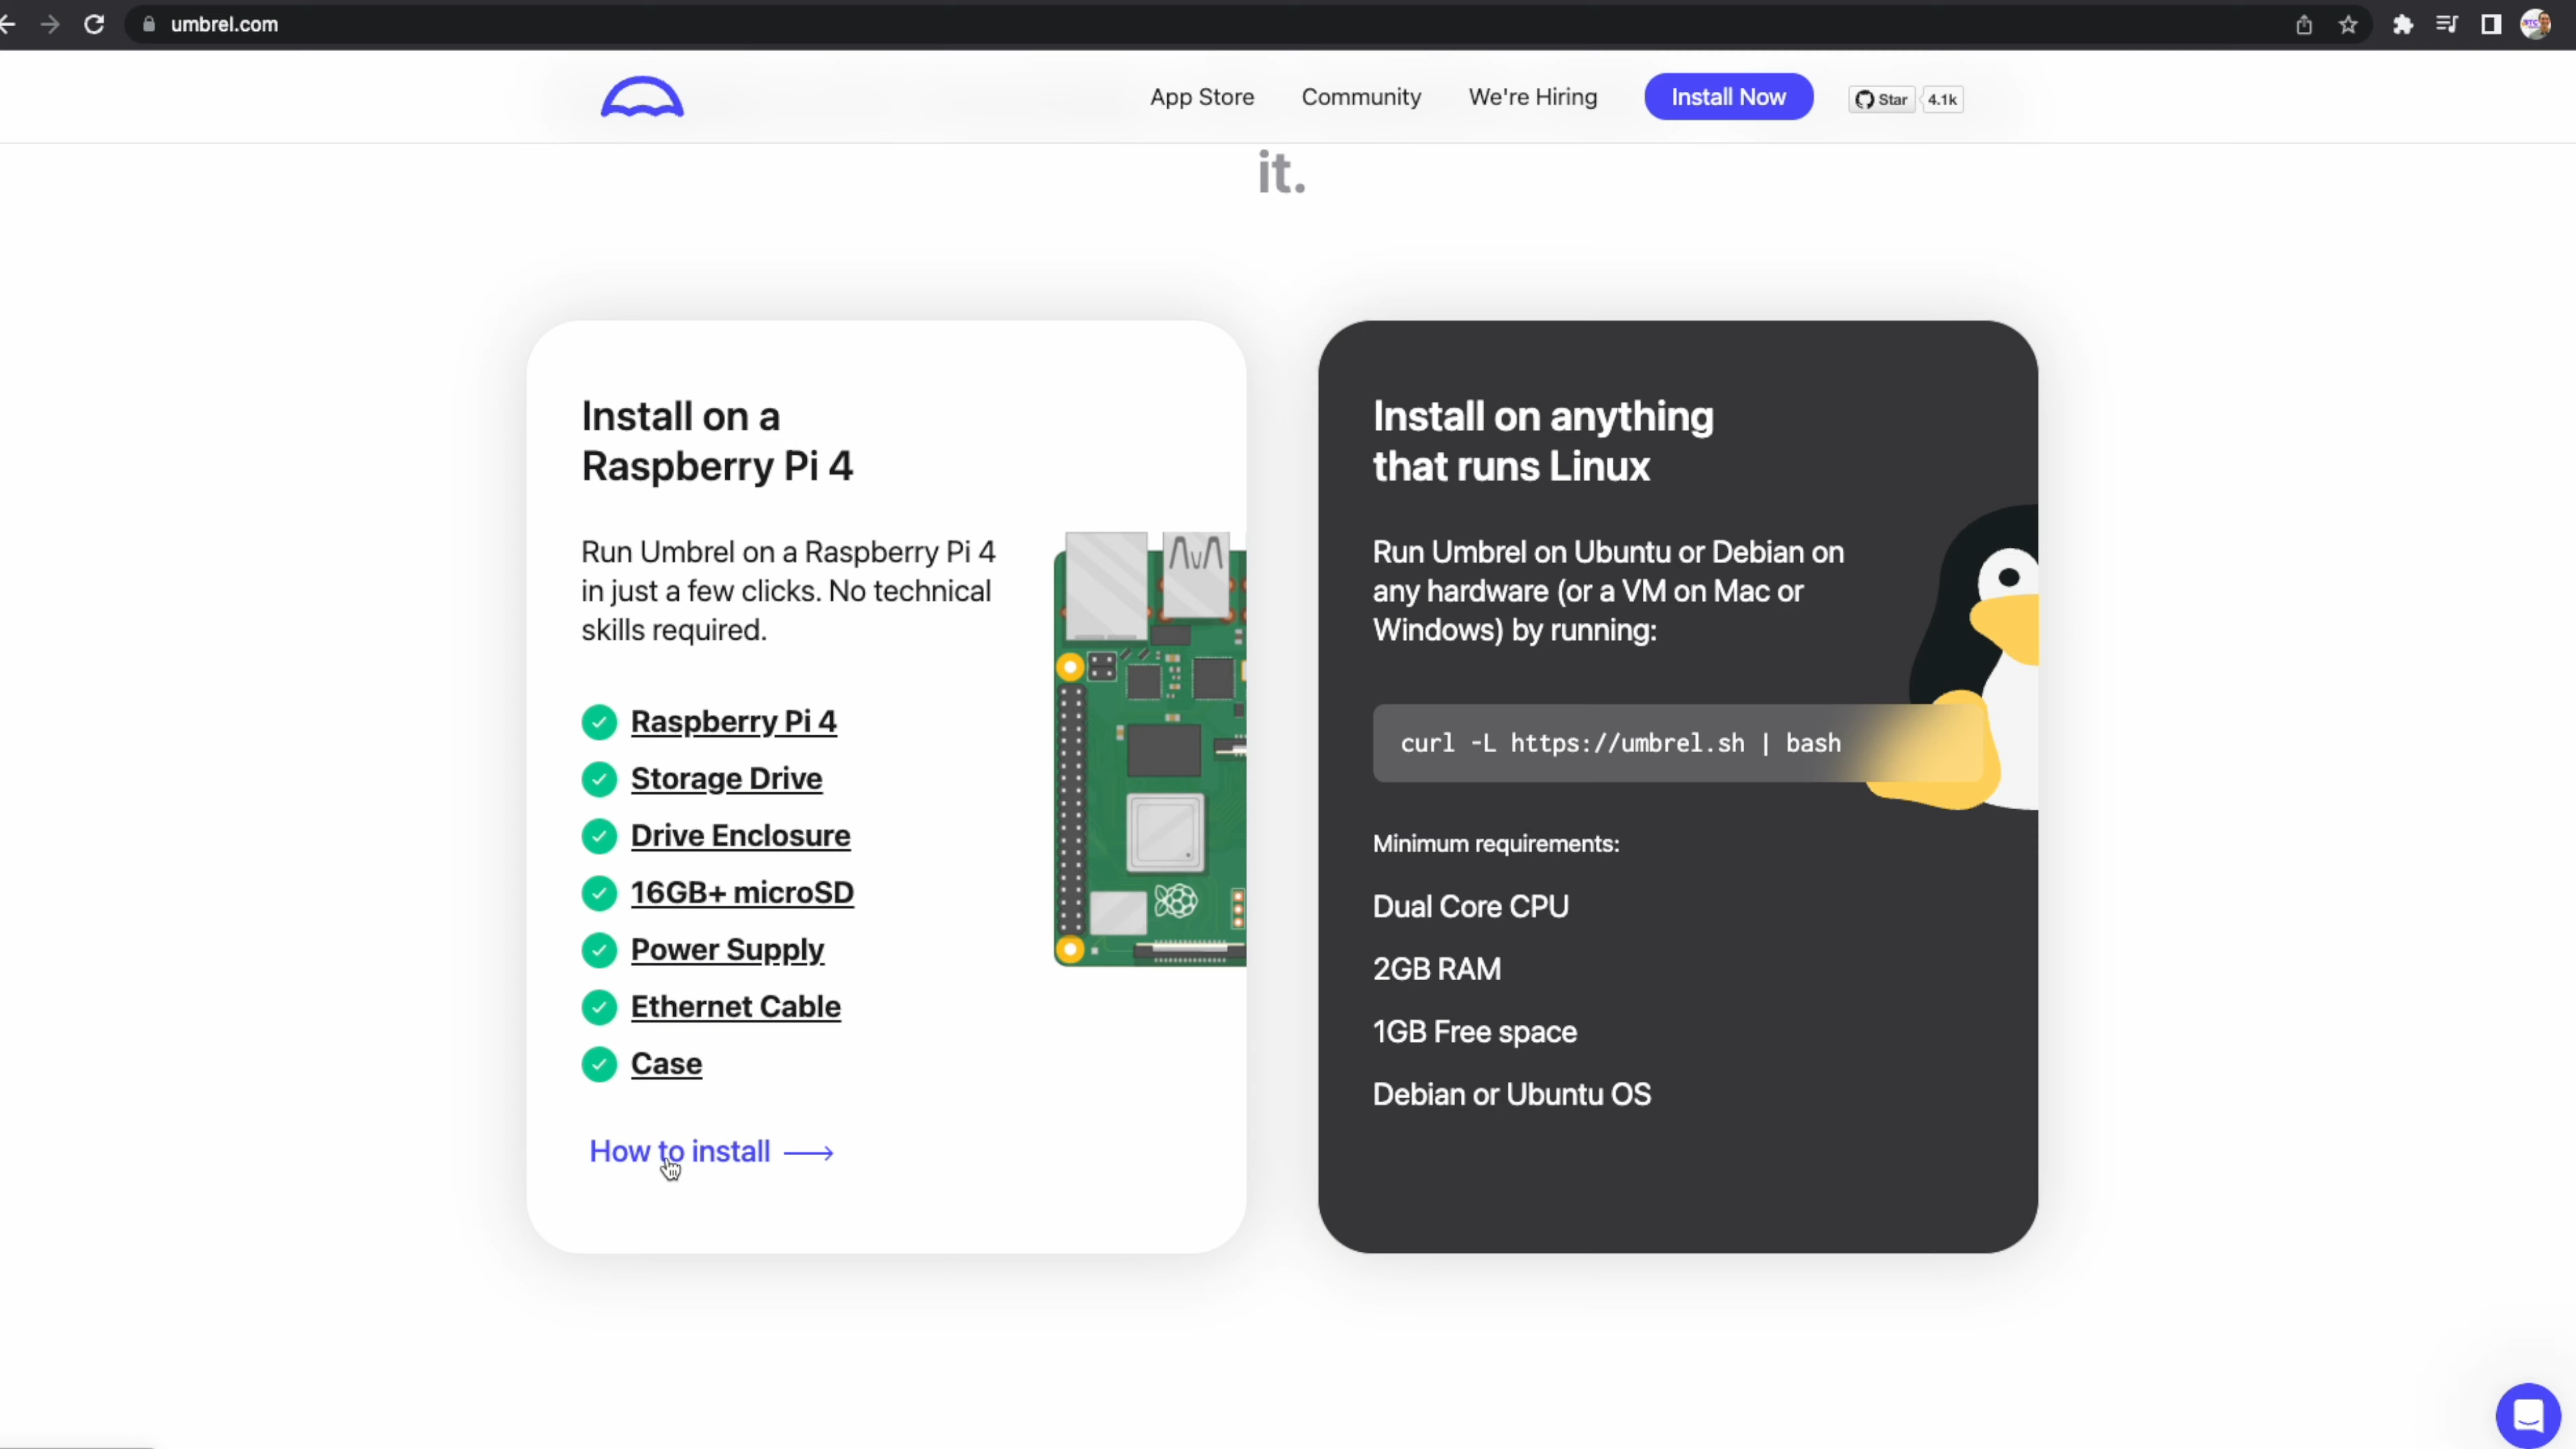 umbrel.com
App Store
Community
We're Hiring
Install Now
Star
4.1k
it.
Install on a
Raspberry Pi 4
Run Umbrel on a Raspberry Pi 4
in just a few clicks. No technical
skills required.
Raspberry Pi 4
Storage Drive
Drive Enclosure
16GB+ microSD
Power Supply
Ethernet Cable
Case
How to install
Install on anything
that runs Linux
Run Umbrel on Ubuntu or Debian on
any hardware (or a VM on Mac or
Windows) by running:
curl -L https://umbrel.sh | bash
Minimum requirements:
Dual Core CPU
2GB RAM
1GB Free space
Debian or Ubuntu OS